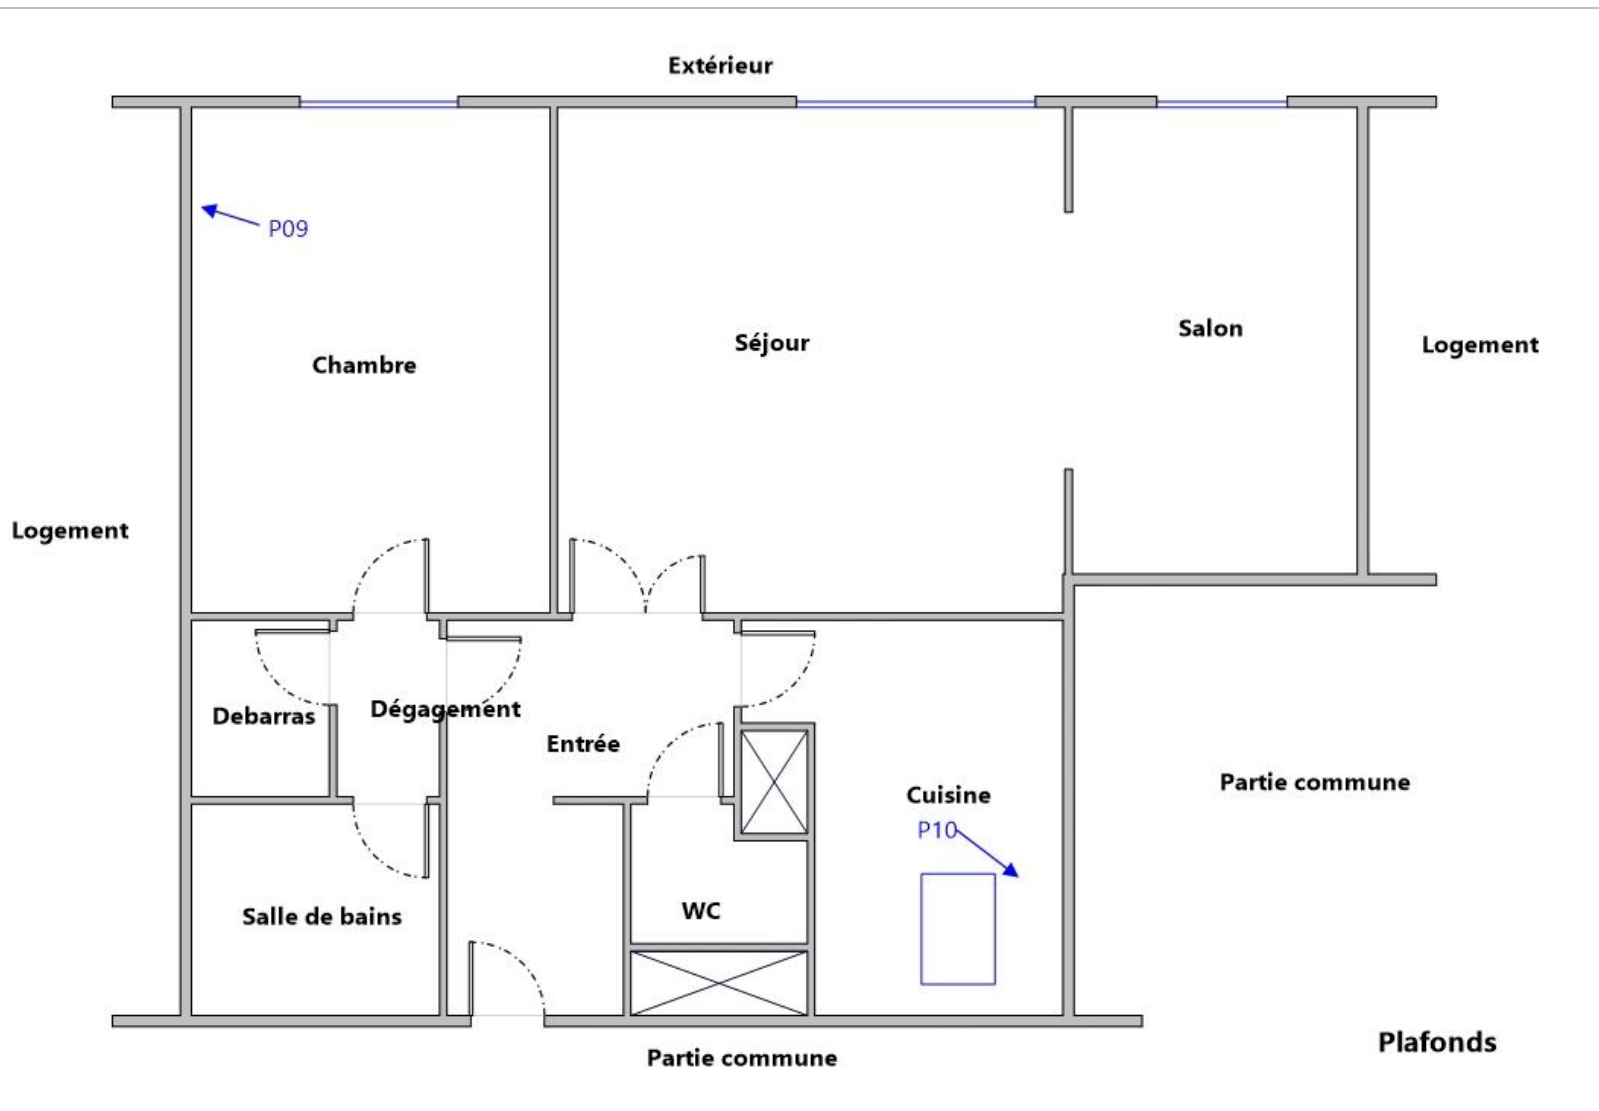 Extérieur
P09
Chambre
Séjour
Salon
Logement
Logement
Debarras
Dégagement
Entrée
Cuisine
P10
Partie commune
Salle de bains
WC
Plafonds
Partie commune